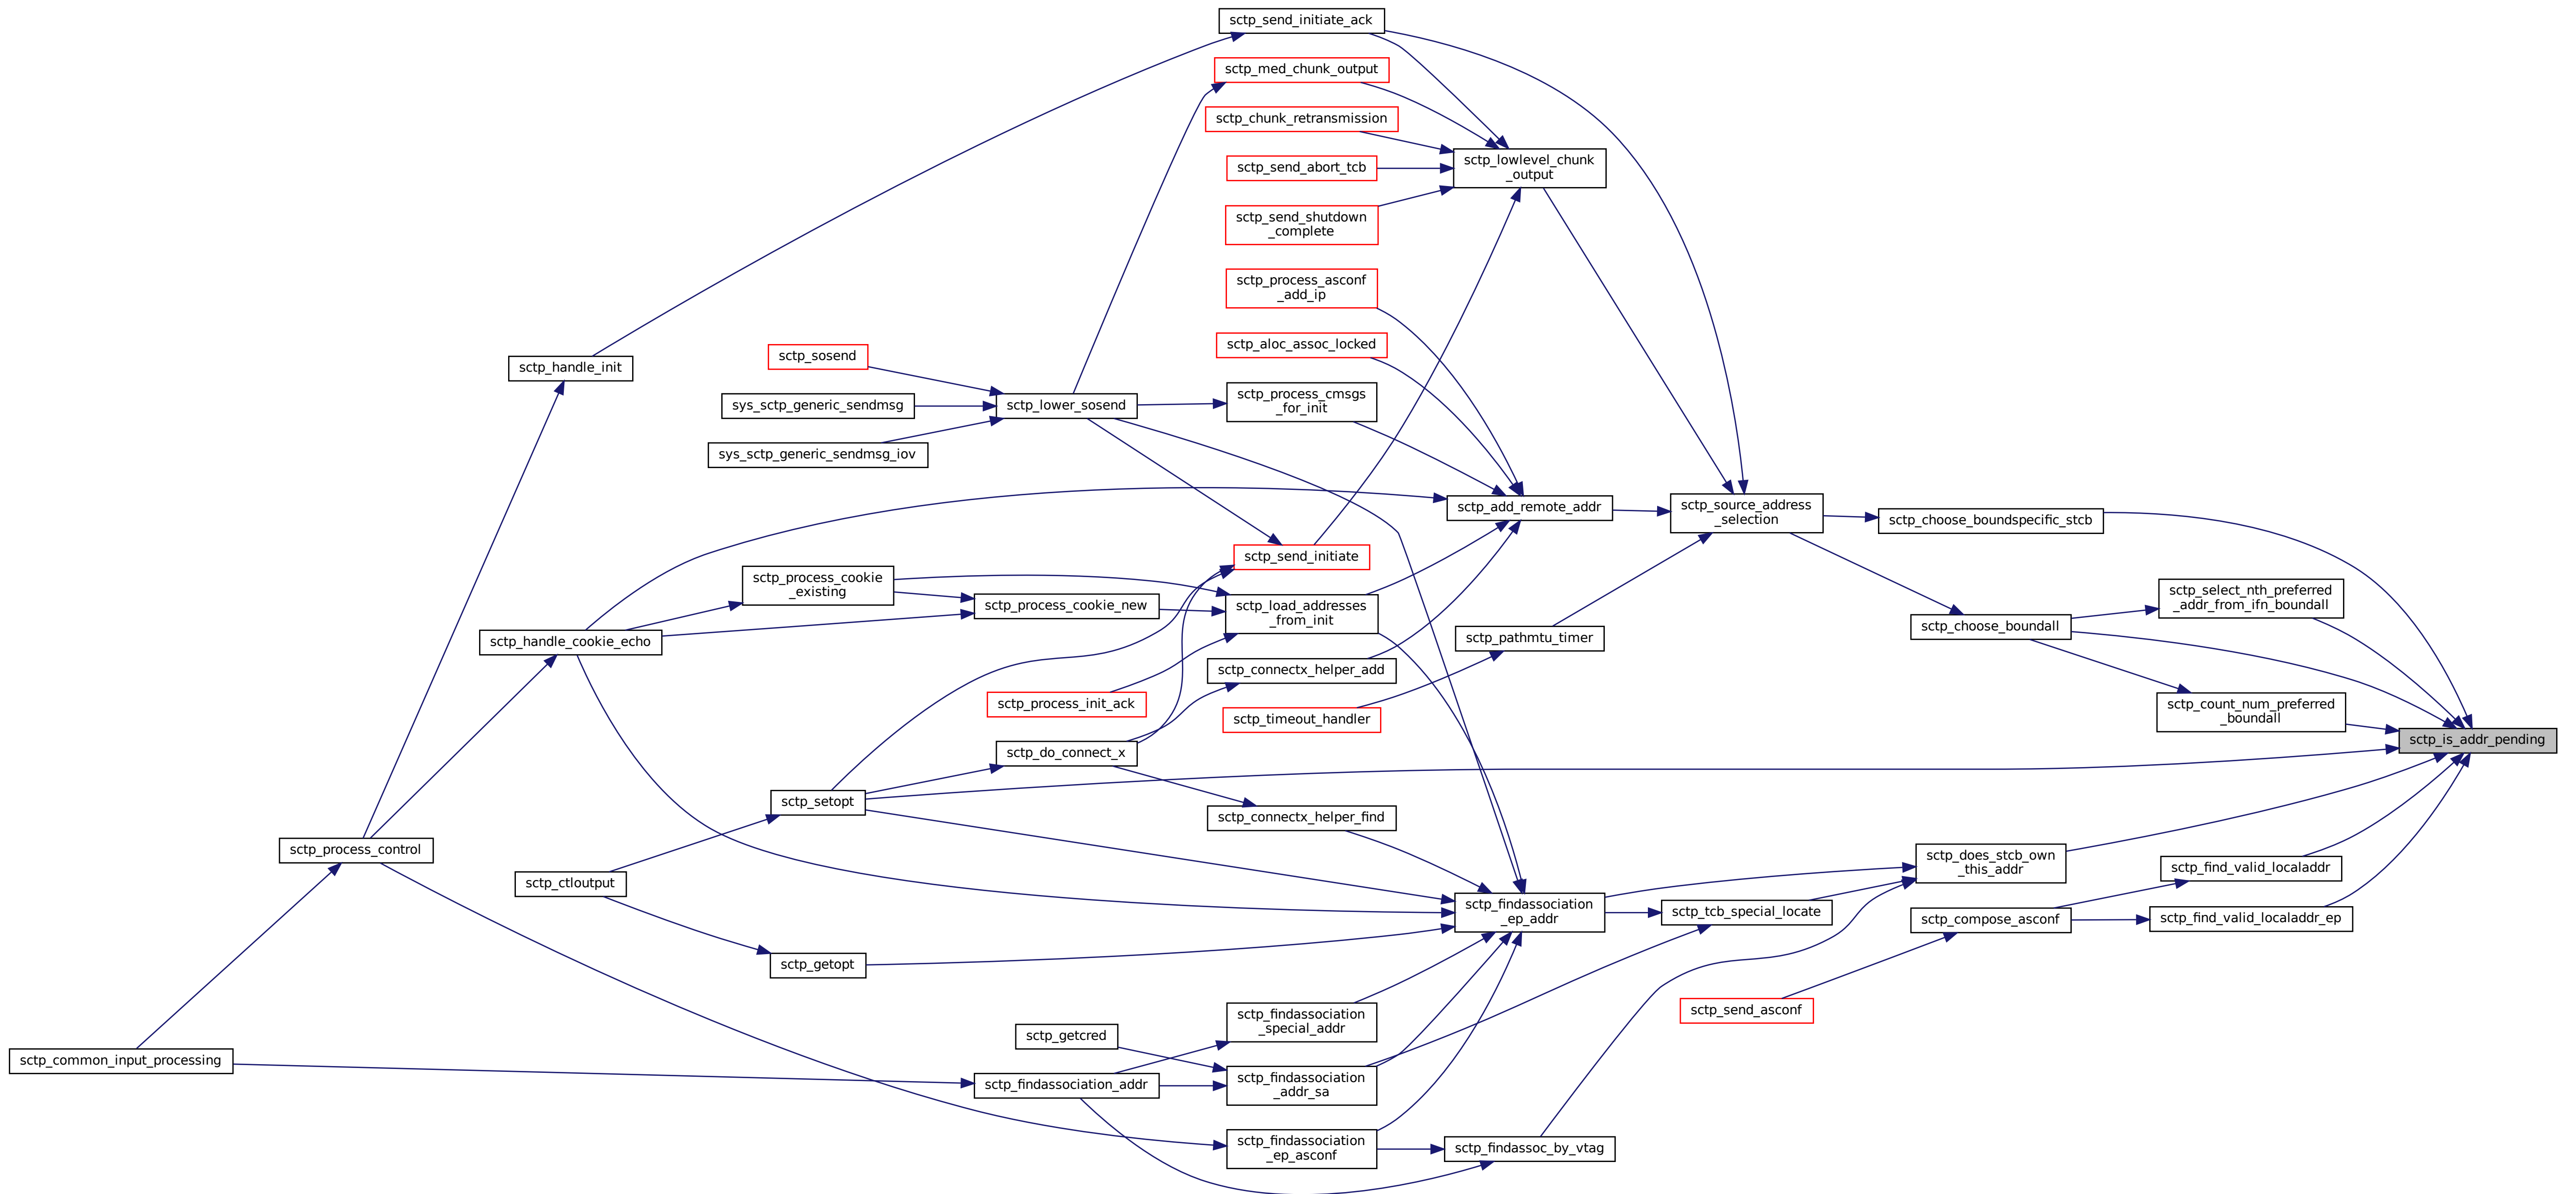 sctp_send_initiate_ack
sctp_med_chunk_output
sctp_chunk_retransmission
sctp_lowlevel_chunk
_output
sctp_send_abort_tcb
sctp_send_shutdown
_complete
sctp_process_asconf
_add_ip
sctp_aloc_assoc_locked
sctp_sosend
sctp_handle_init
sctp_process_cmsgs
_for_init
sys_sctp_generic_sendmsg
sctp_lower_sosend
sys_sctp_generic_sendmsg_iov
sctp_add_remote_addr
sctp_source_address
_selection
sctp_choose_boundspecific_stcb
sctp_send_initiate
sctp_process_cookie
_existing
sctp_process_cookie_new
sctp_load_addresses
_from_init
sctp_select_nth_preferred
_addr_from_ifn_boundall
sctp_choose_boundall
sctp_handle_cookie_echo
sctp_pathmtu_timer
sctp_connectx_helper_add
sctp_process_init_ack
sctp_timeout_handler
sctp_count_num_preferred
_boundall
sctp_is_addr_pending
sctp_do_connect_x
sctp_setopt
sctp_connectx_helper_find
sctp_process_control
sctp_does_stcb_own
_this_addr
sctp_find_valid_localaddr
sctp_ctloutput
sctp_findassociation
_ep_addr
sctp_tcb_special_locate
sctp_compose_asconf
sctp_find_valid_localaddr_ep
sctp_getopt
sctp_send_asconf
sctp_findassociation
_special_addr
sctp_getcred
sctp_common_input_processing
sctp_findassociation_addr
sctp_findassociation
_addr_sa
sctp_findassociation
_ep_asconf
sctp_findassoc_by_vtag